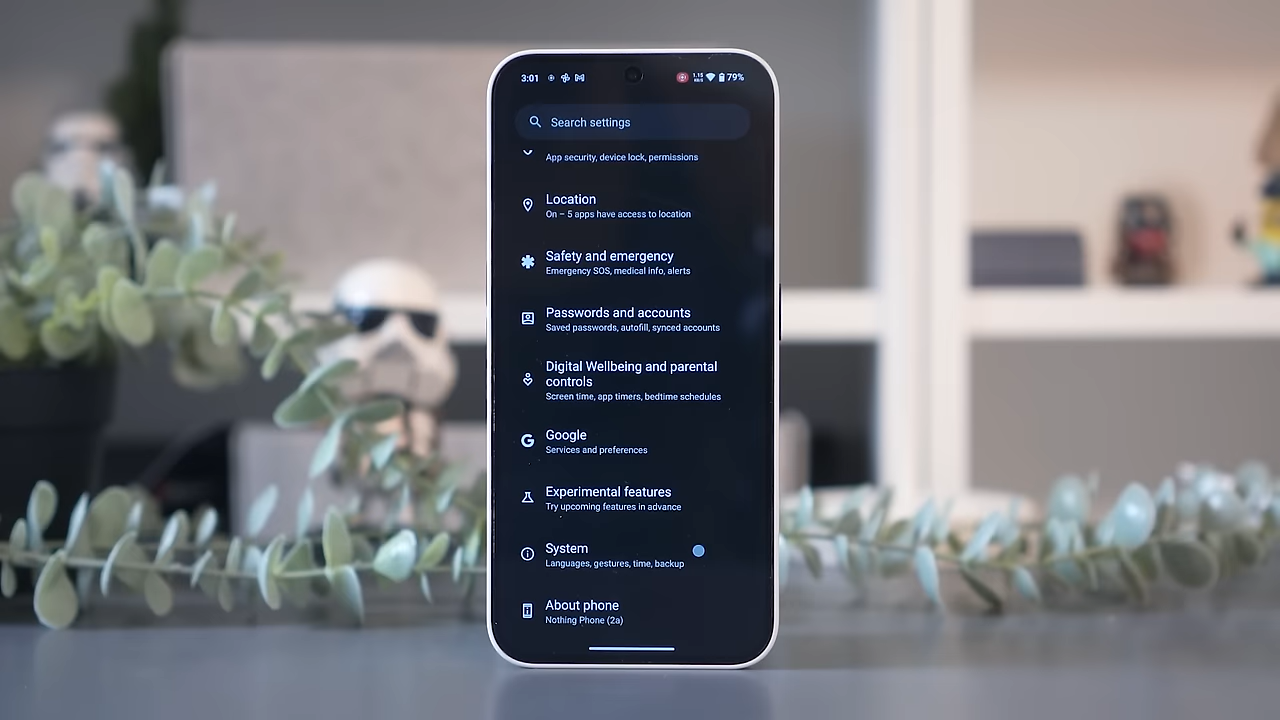 3:01 79%
Search settings
App security, device lock, permissions
Location
On – 5 apps have access to location
Safety and emergency
Emergency SOS, medical info, alerts
Passwords and accounts
Saved passwords, autofill, synced accounts
Digital Wellbeing and parental
controls
Screen time, app timers, bedtime schedules
Google
Services and preferences
Experimental features
Try upcoming features in advance
System
Languages, gestures, time, backup
About phone
Nothing Phone (2a)